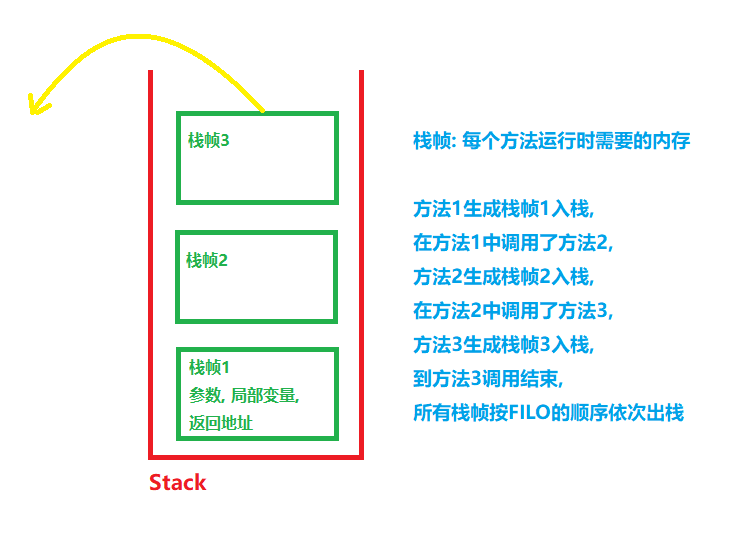 栈帧3
栈帧2
栈帧1
参数, 局部变量,
返回地址
Stack
栈帧: 每个方法运行时需要的内存
方法1生成栈帧1入栈,
在方法1中调用了方法2,
方法2生成栈帧2入栈,
在方法2中调用了方法3,
方法3生成栈帧3入栈,
到方法3调用结束,
所有栈帧按FILO的顺序依次出栈